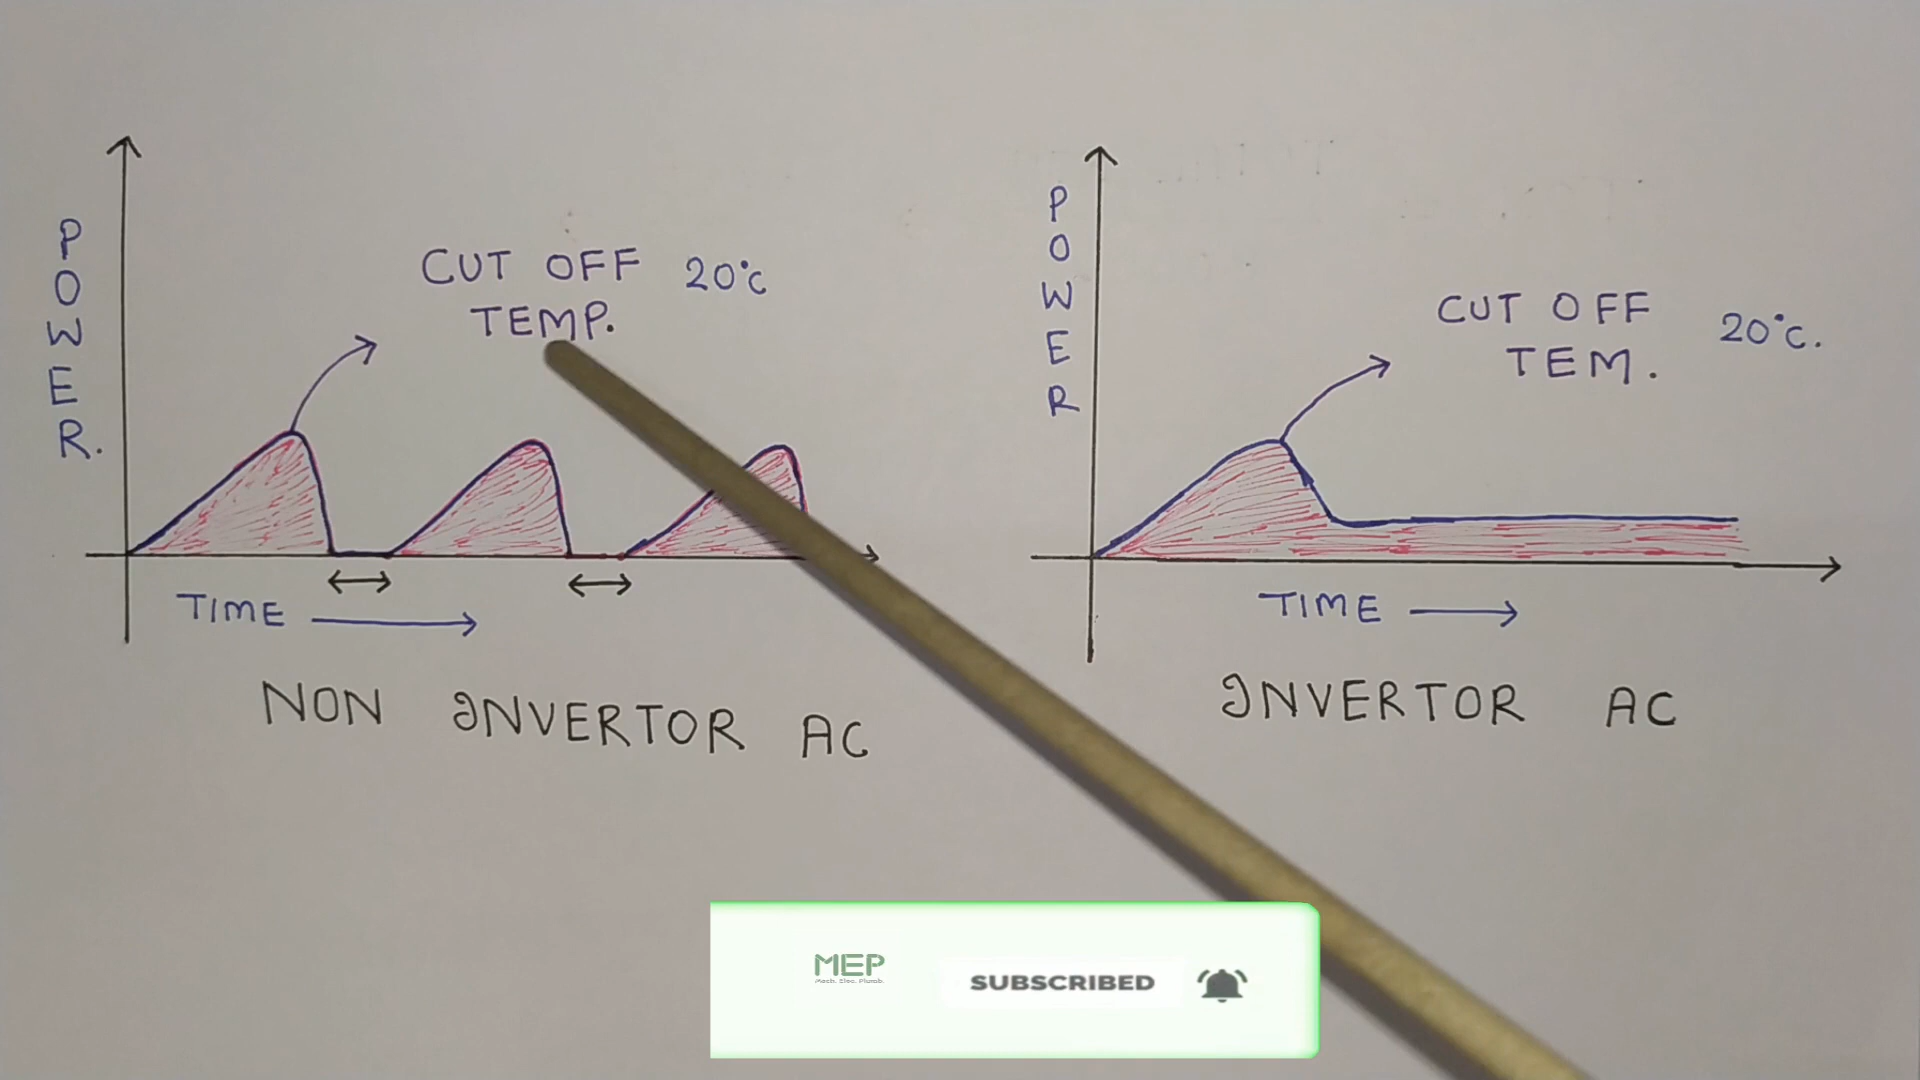 POWER.
CUT OFF 20°C
TEMP.
TIME
NON INVERTOR AC
POWER
CUT OFF 20°C.
TEM.
TIME
INVERTOR AC
MEP
Mech. Elec. Plumb.
SUBSCRIBED